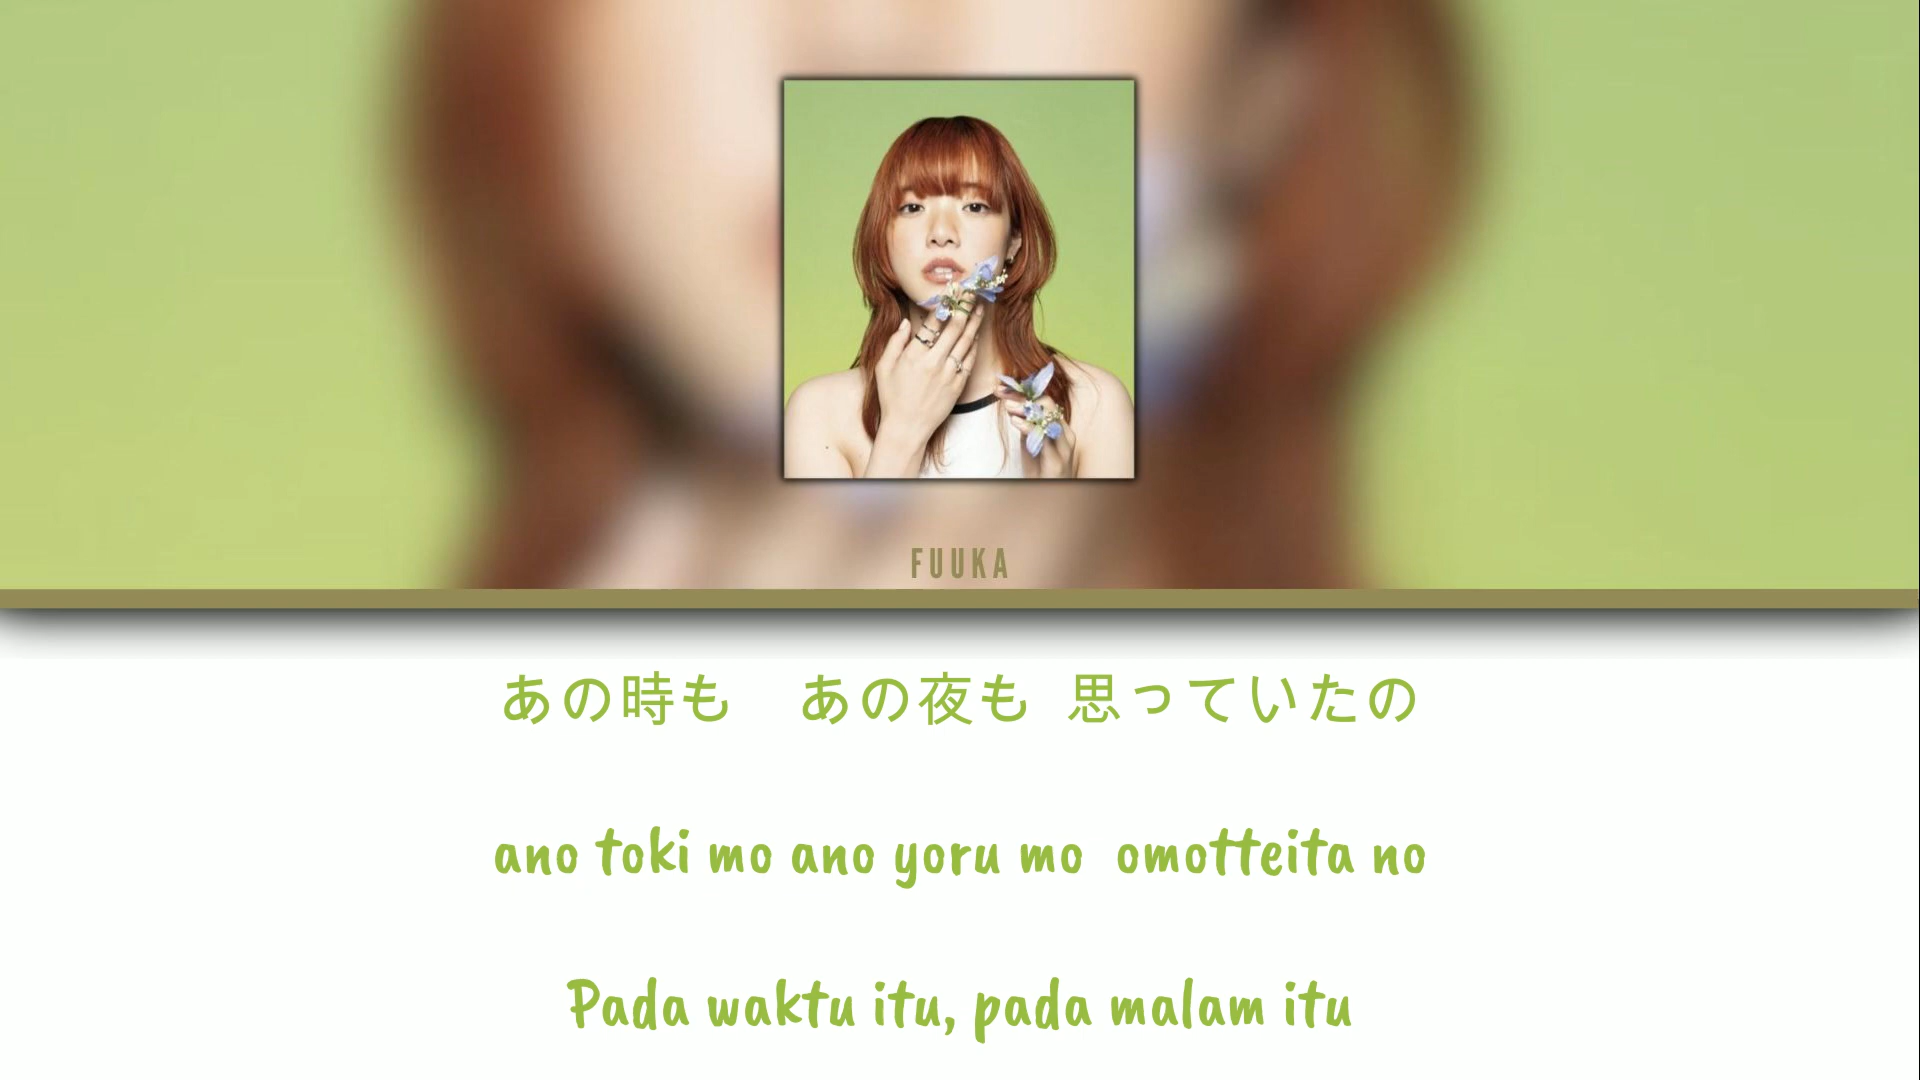 FUUKA
あの時も　あの夜も 思っていたの
ano toki mo ano yoru mo omotteita no
Pada waktu itu, pada malam itu